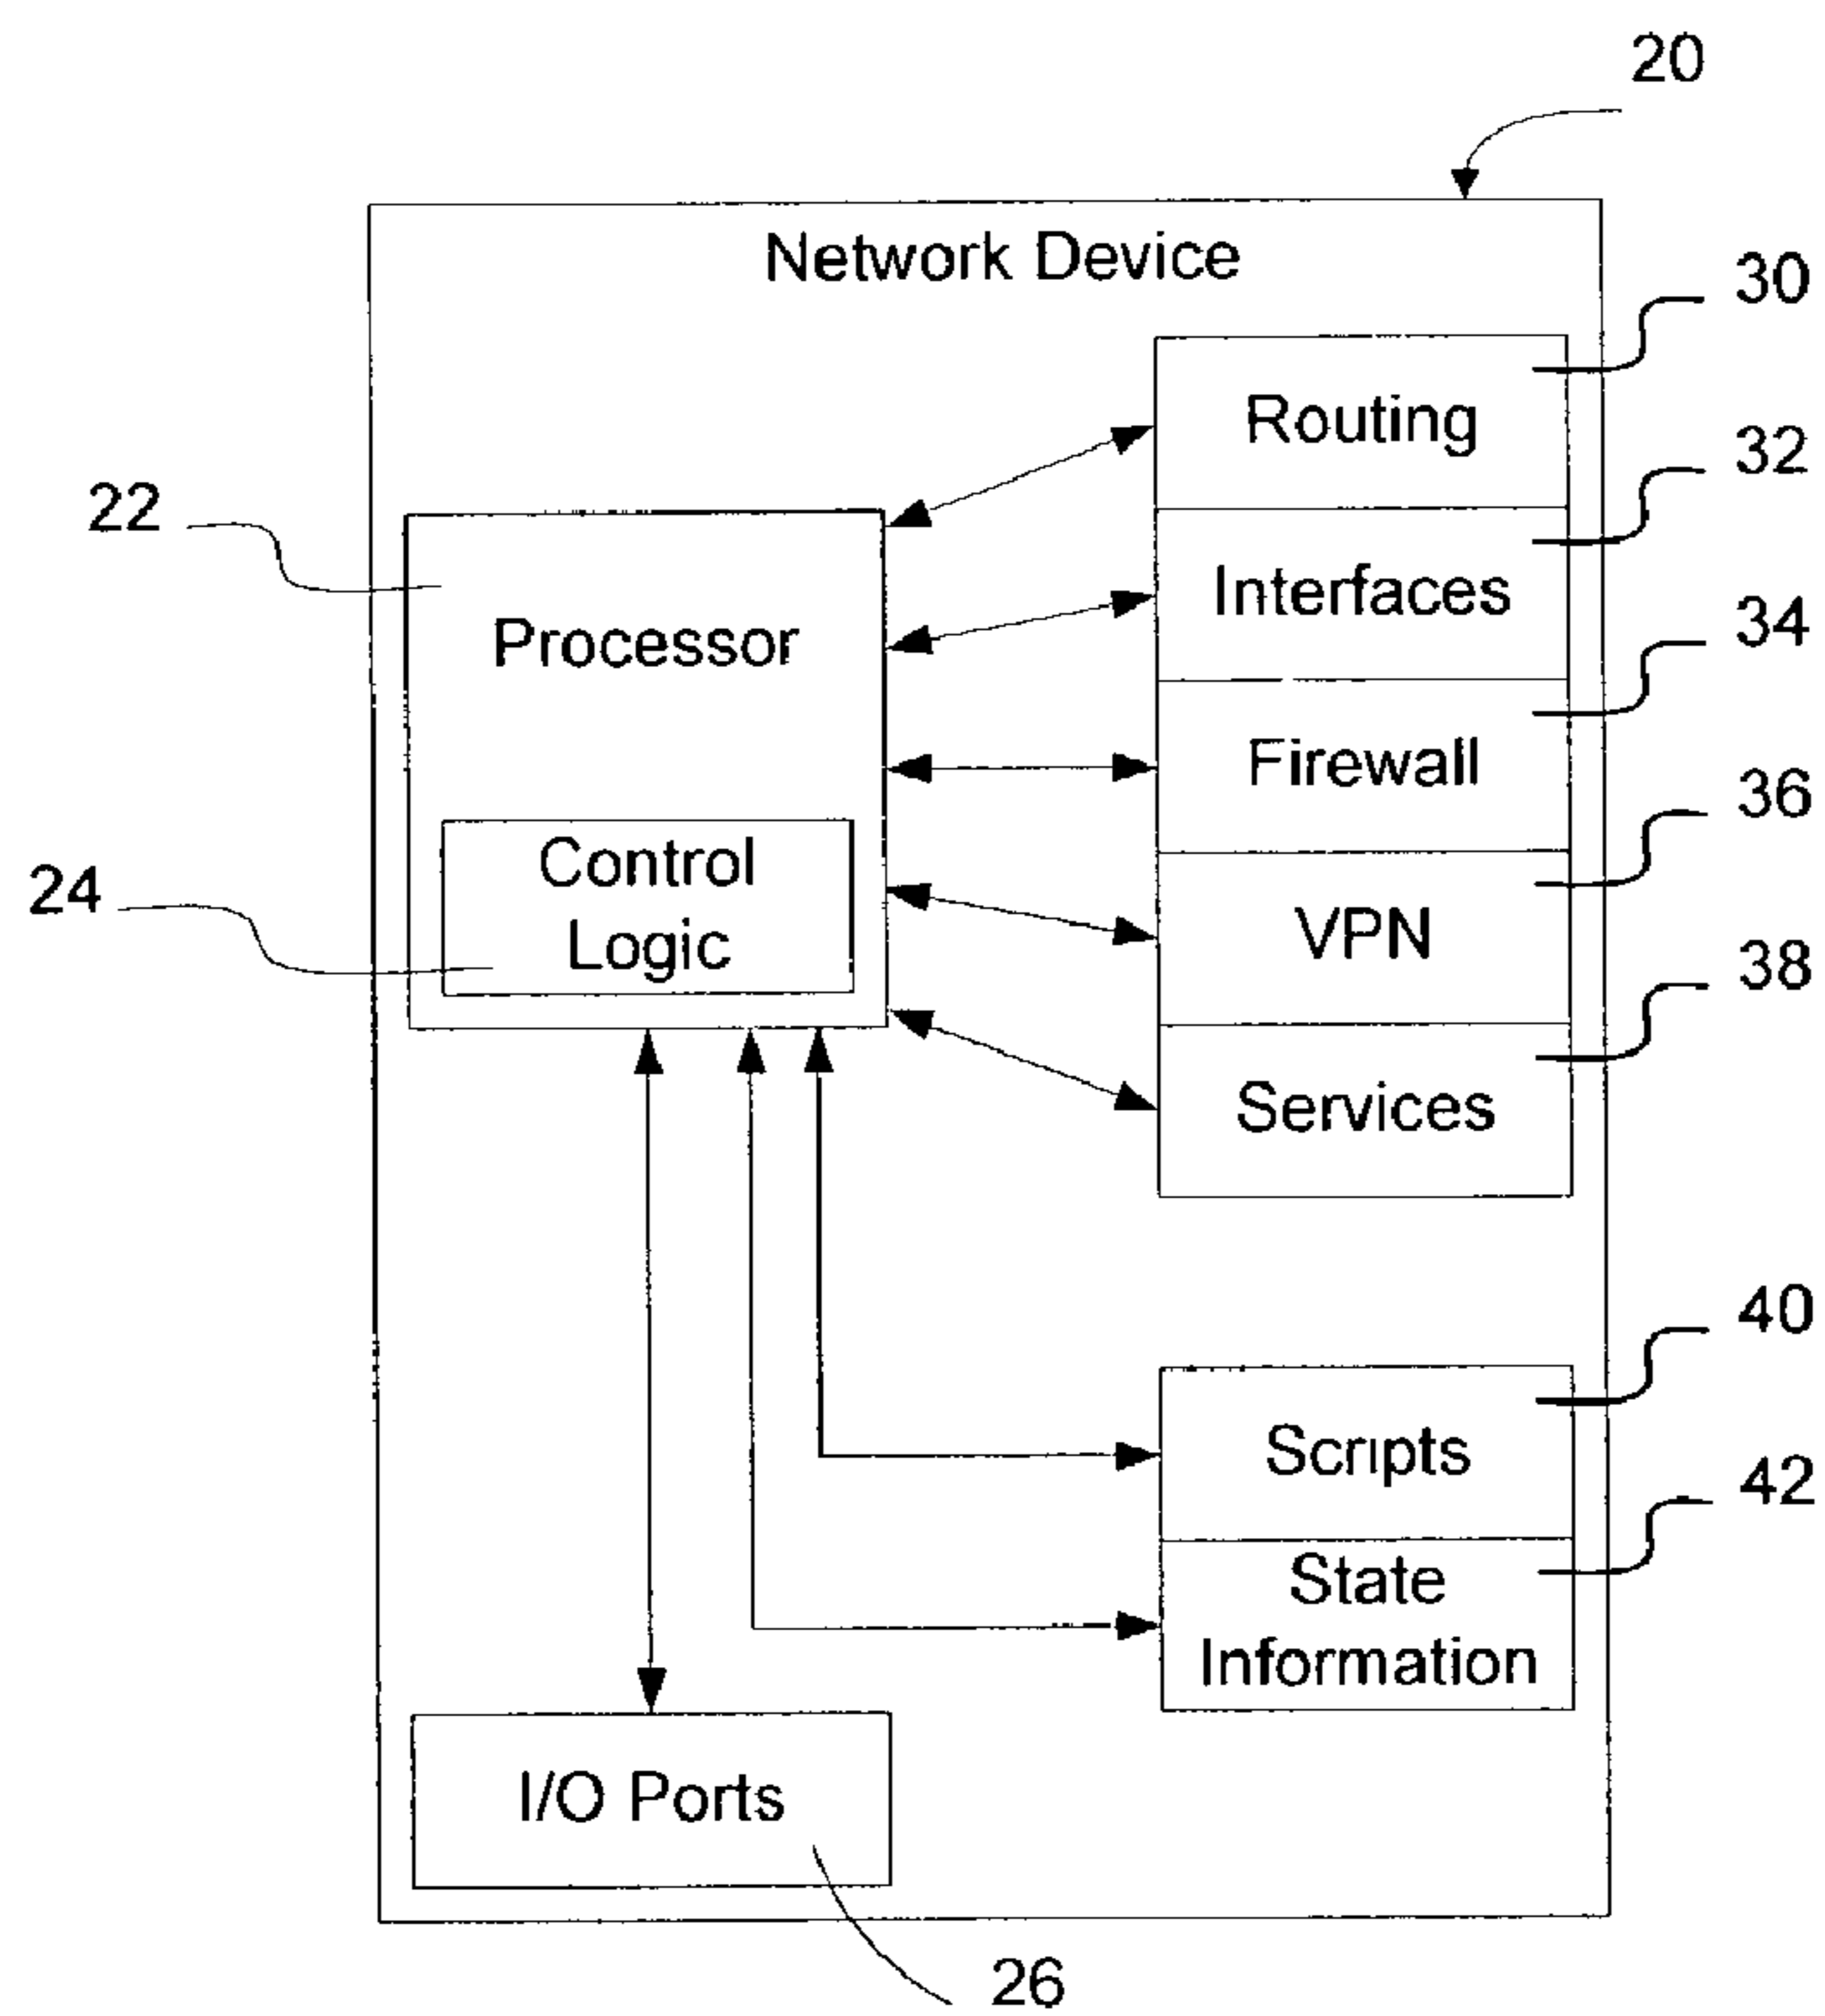 20
Network Device
30
Routing
32
Interfaces
22
Processor
34
Firewall
36
Control
Logic
24
VPN
38
Services
40
Scripts
42
State
Information
I/O Ports
26